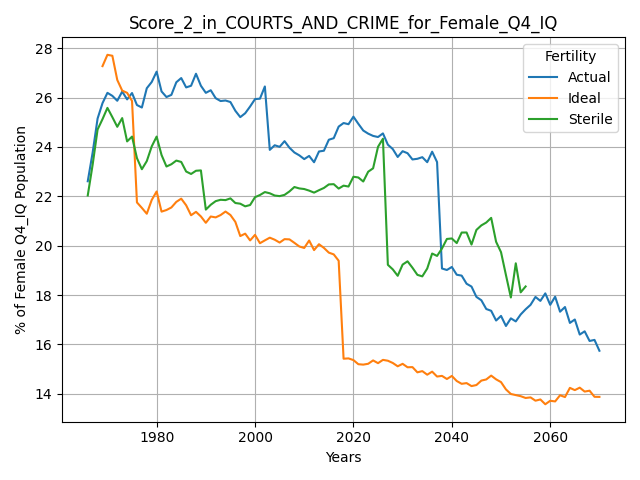 Score_2_in_COURTS_AND_CRIME_for_Female_Q4_IQ
Fertility
Actual
Ideal
Sterile
% of Female Q4_IQ Population
28
26
24
22
20
18
16
14
1980
2000
2020
2040
2060
Years